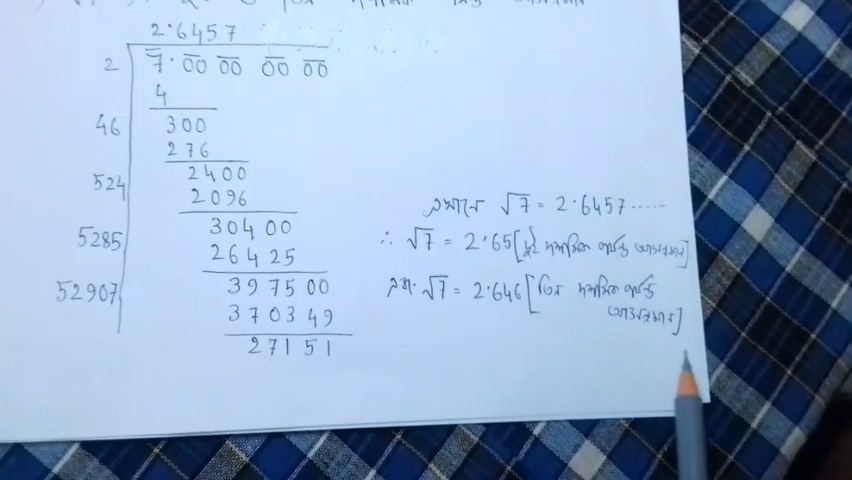 2.6457
2 7.00 00 00 00
4
46 300
276
524 2400
2096
5285 30400
26425
52907 397500
370349
27151
এখানে √7 = 2.6457......
∴ √7 = 2.65 [দুই দশমিক পর্যন্ত আসন্নমান]
এবং √7 = 2.646 [তিন দশমিক পর্যন্ত
আসন্নমান]